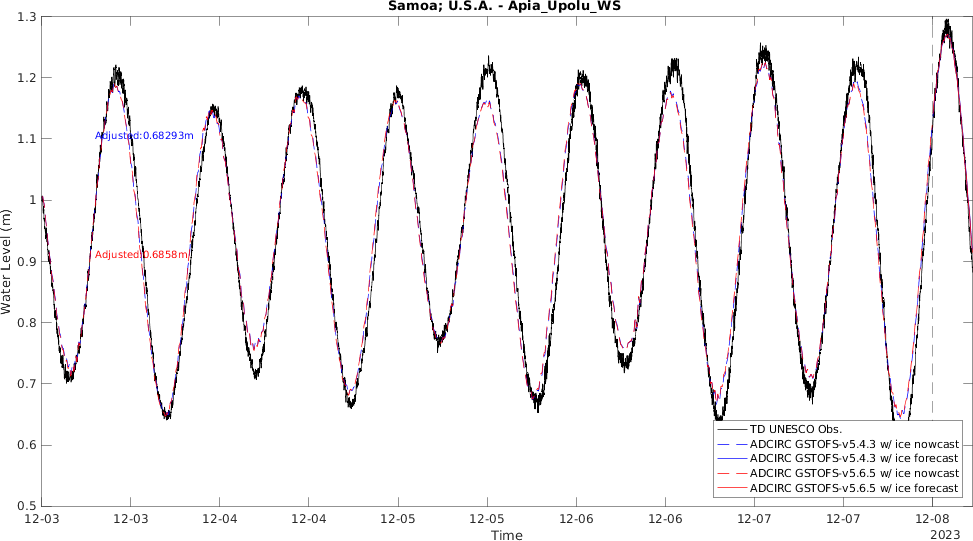 Samoa; U.S.A. - Apia_Upolu_WS
1.3
1.2
1.1
1
0.9
0.8
0.7
0.6
0.5
Water Level (m)
Adjusted:0.68293m
Adjusted:0.6858m
TD UNESCO Obs.
ADCIRC GSTOFS-v5.4.3 w/ ice nowcast
ADCIRC GSTOFS-v5.4.3 w/ ice forecast
ADCIRC GSTOFS-v5.6.5 w/ ice nowcast
ADCIRC GSTOFS-v5.6.5 w/ ice forecast
12-03 12-03 12-04 12-04 12-05 12-05 12-06 12-06 12-07 12-07 12-08
2023
Time